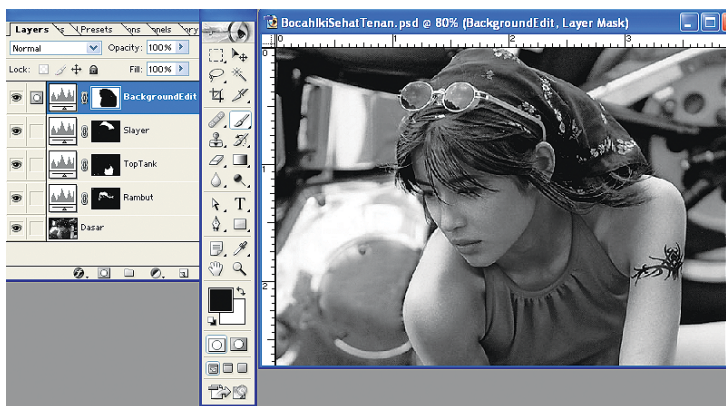 Layers
Presets
Normal
Opacity: 100%
Lock:
Fill: 100%
BackgroundEdit
Slayer
TopTank
Rambut
Dasar
BocahIkiSehatTenan.psd @ 80% (BackgroundEdit, Layer Mask)
0 1 2 3
0
1
2
T